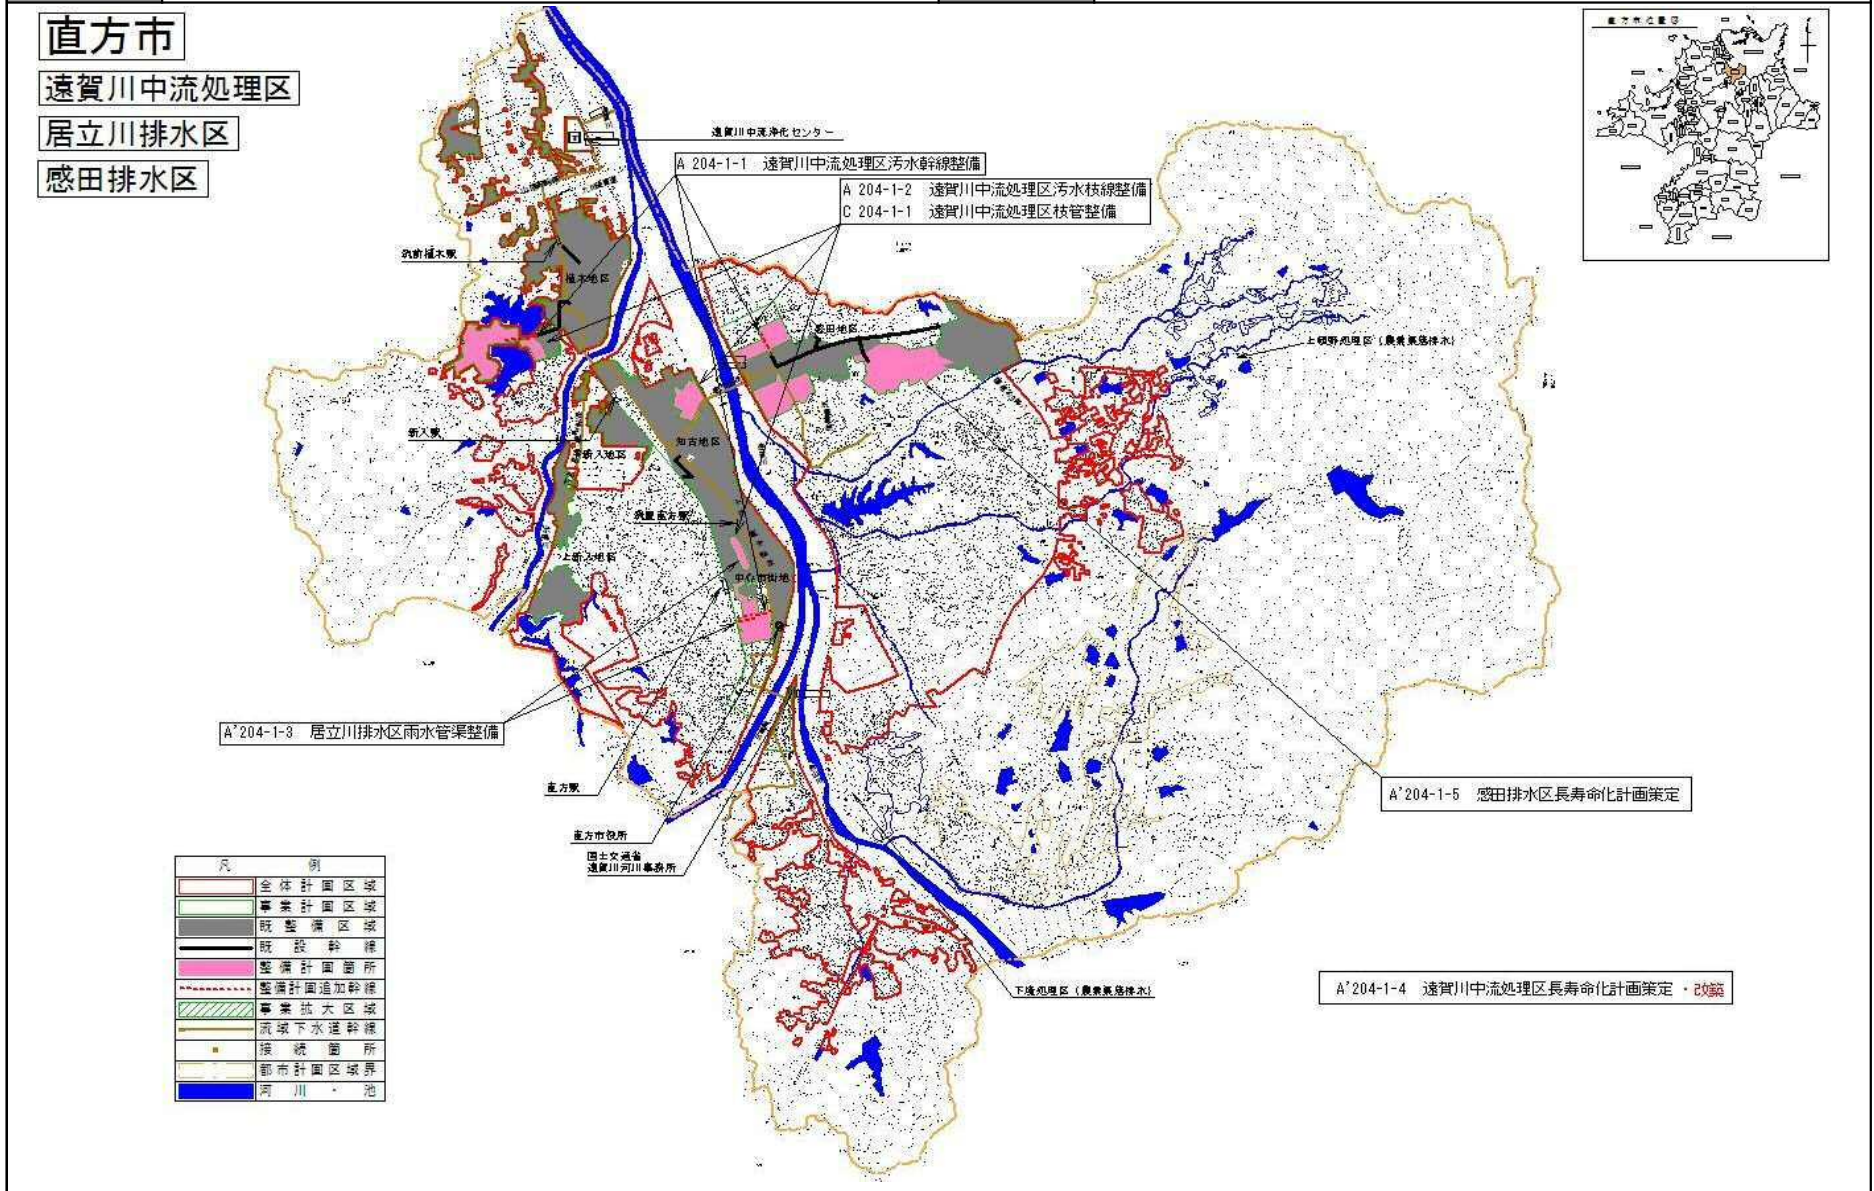 直方市
遠賀川中流処理区
居立川排水区
感田排水区
直方市位置図
遠賀川中流浄化センター
A 204-1-1 遠賀川中流処理区汚水幹線整備
A 204-1-2 遠賀川中流処理区汚水枝線整備
C 204-1-1 遠賀川中流処理区枝管整備
筑前植木駅
植木地区
感田地区
上頓野処理区(農業集落排水)
新入駅
知古地区
下新入地区
筑豊直方駅
上新入地区
中心市街地
A'204-1-3 居立川排水区雨水管渠整備
直方駅
直方市役所
国土交通省
遠賀川河川事務所
A'204-1-5 感田排水区長寿命化計画策定
下境処理区(農業集落排水)
A'204-1-4 遠賀川中流処理区長寿命化計画策定 ・改築
凡例
全体計画区域
事業計画区域
既整備区域
既設幹線
整備計画箇所
整備計画追加幹線
事業拡大区域
流域下水道幹線
接続箇所
都市計画区域界
河川・池